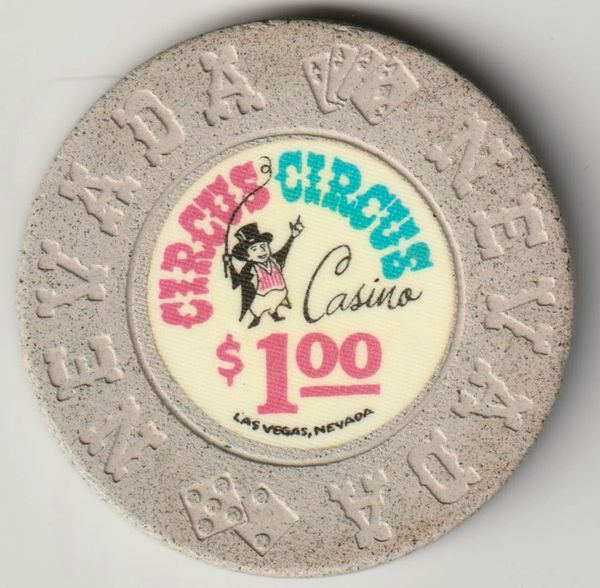 NEVADA
NEVADA
CIRCUS CIRCUS
Casino
$1.00
LAS VEGAS, NEVADA